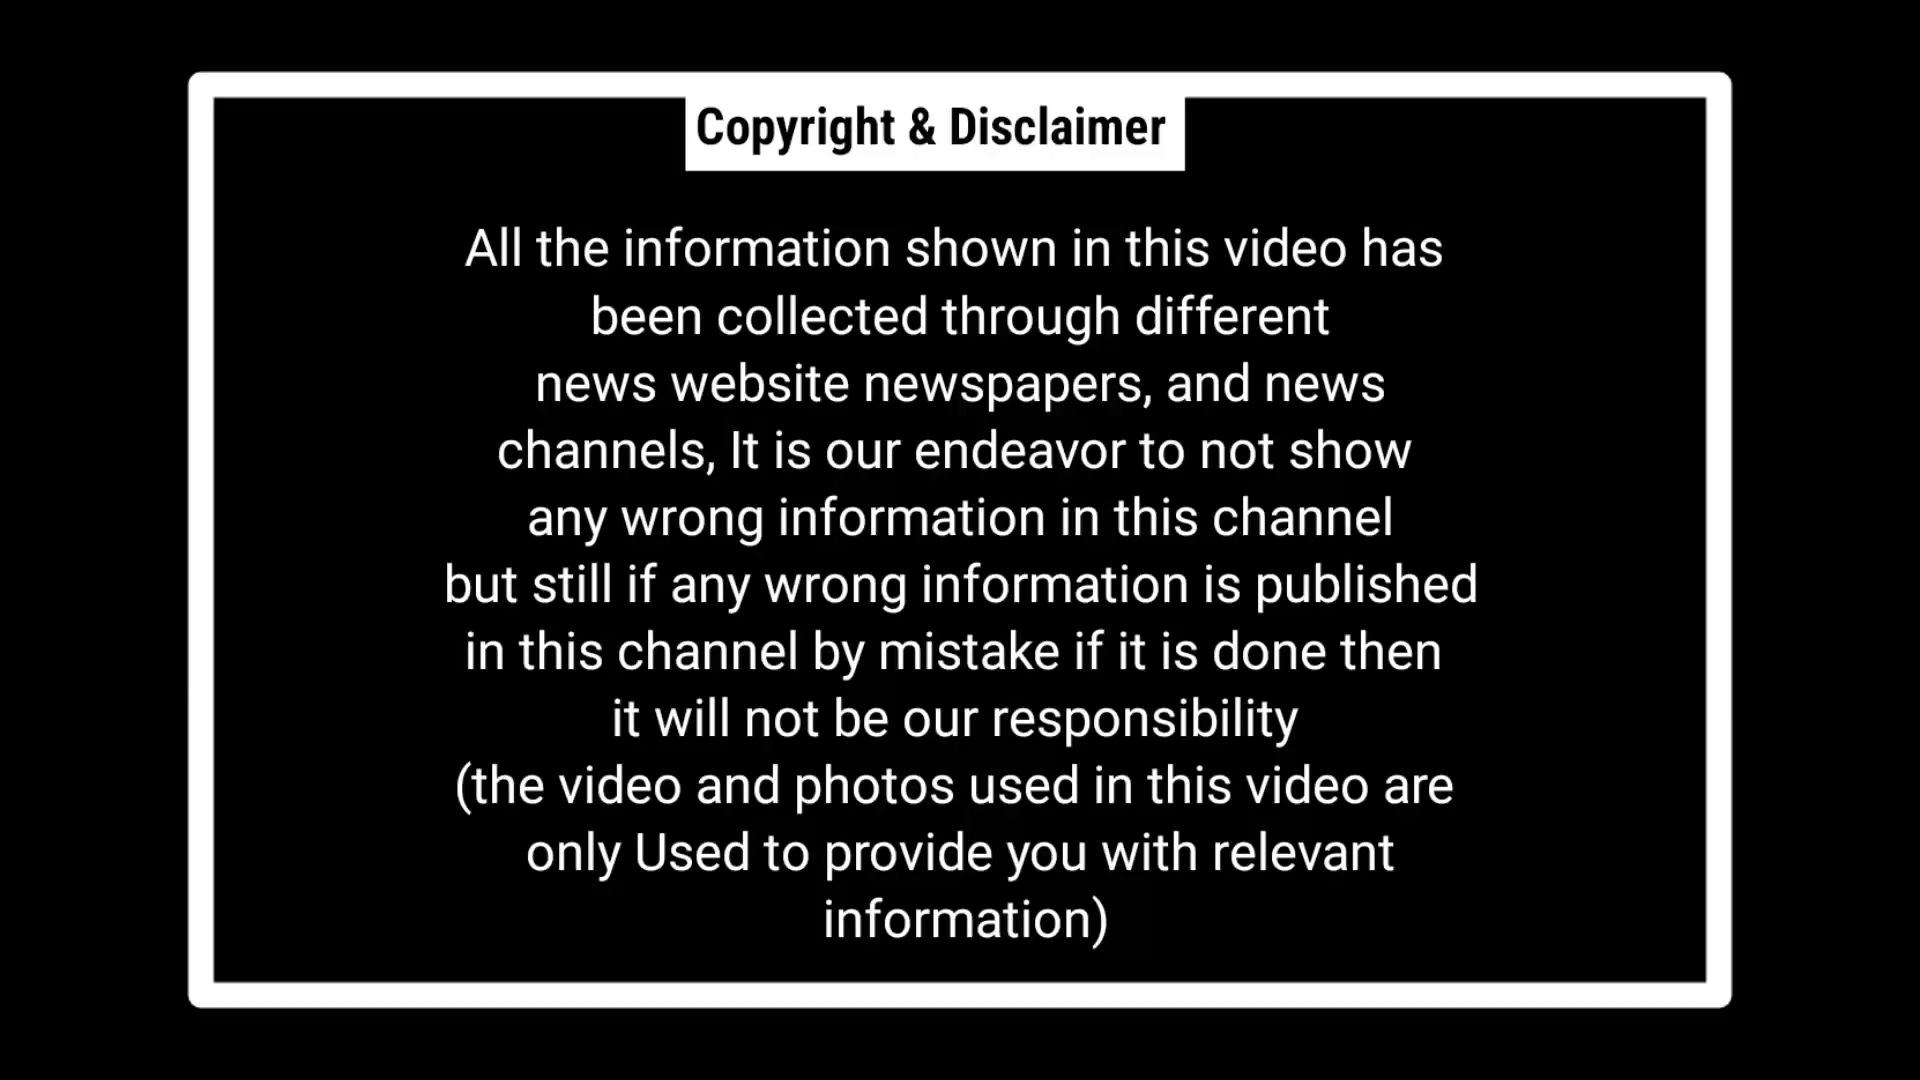 Copyright & Disclaimer
All the information shown in this video has
been collected through different
news website newspapers, and news
channels, It is our endeavor to not show
any wrong information in this channel
but still if any wrong information is published
in this channel by mistake if it is done then
it will not be our responsibility
(the video and photos used in this video are
only Used to provide you with relevant
information)